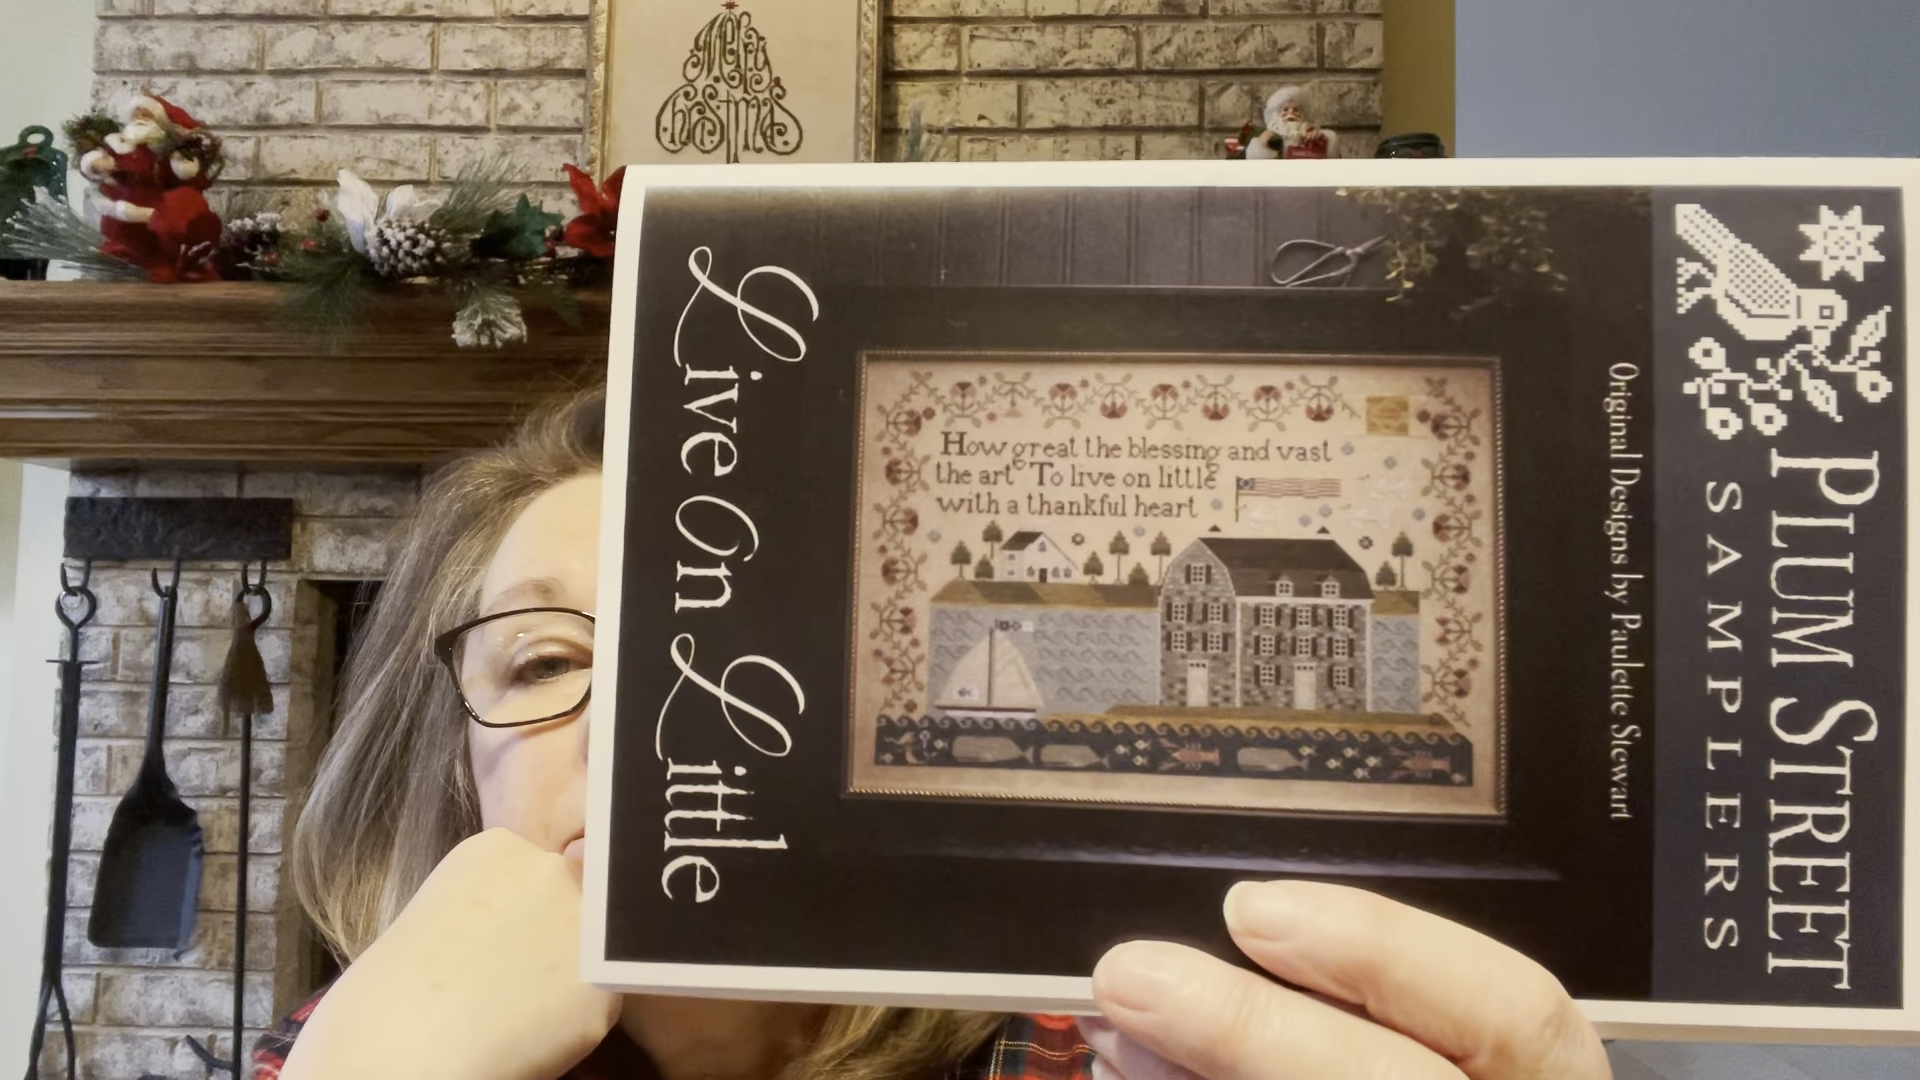 Merry
Christmas
Live On Little
How great the blessing and vast
the art To live on little
with a thankful heart
Original Designs by Paulette Stewart
PLUM STREET
SAMPLERS